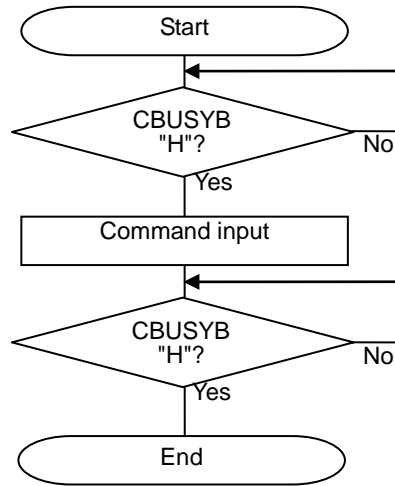 Start
CBUSYB
"H"?
No
Yes
Command input
CBUSYB
"H"?
No
Yes
End